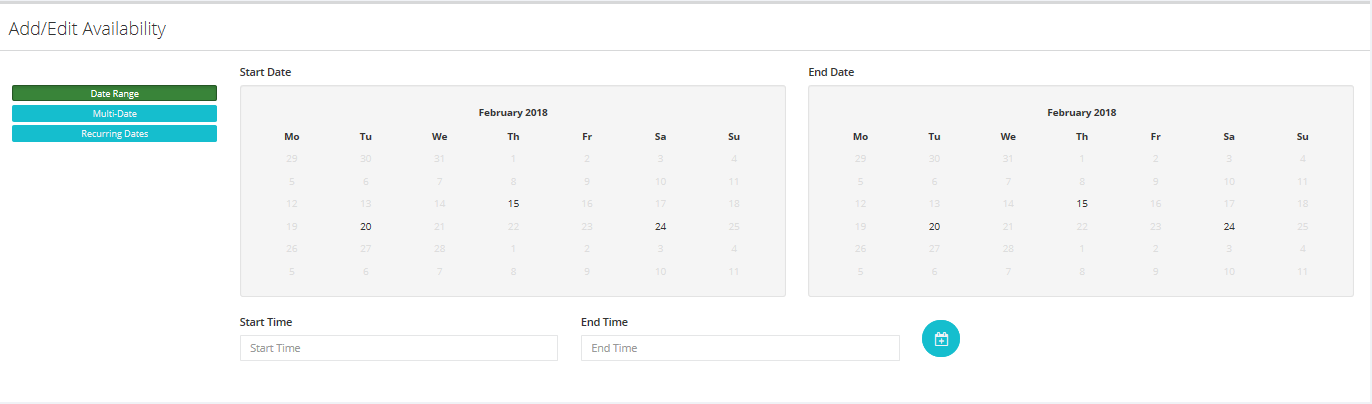 Add/Edit Availability
Date Range
Multi-Date
Recurring Dates
Start Date
February 2018
Mo Tu We Th Fr Sa Su
29 30 31 1 2 3 4
5 6 7 8 9 10 11
12 13 14 15 16 17 18
19 20 21 22 23 24 25
26 27 28 1 2 3 4
5 6 7 8 9 10 11
End Date
February 2018
Mo Tu We Th Fr Sa Su
29 30 31 1 2 3 4
5 6 7 8 9 10 11
12 13 14 15 16 17 18
19 20 21 22 23 24 25
26 27 28 1 2 3 4
5 6 7 8 9 10 11
Start Time
Start Time
End Time
End Time